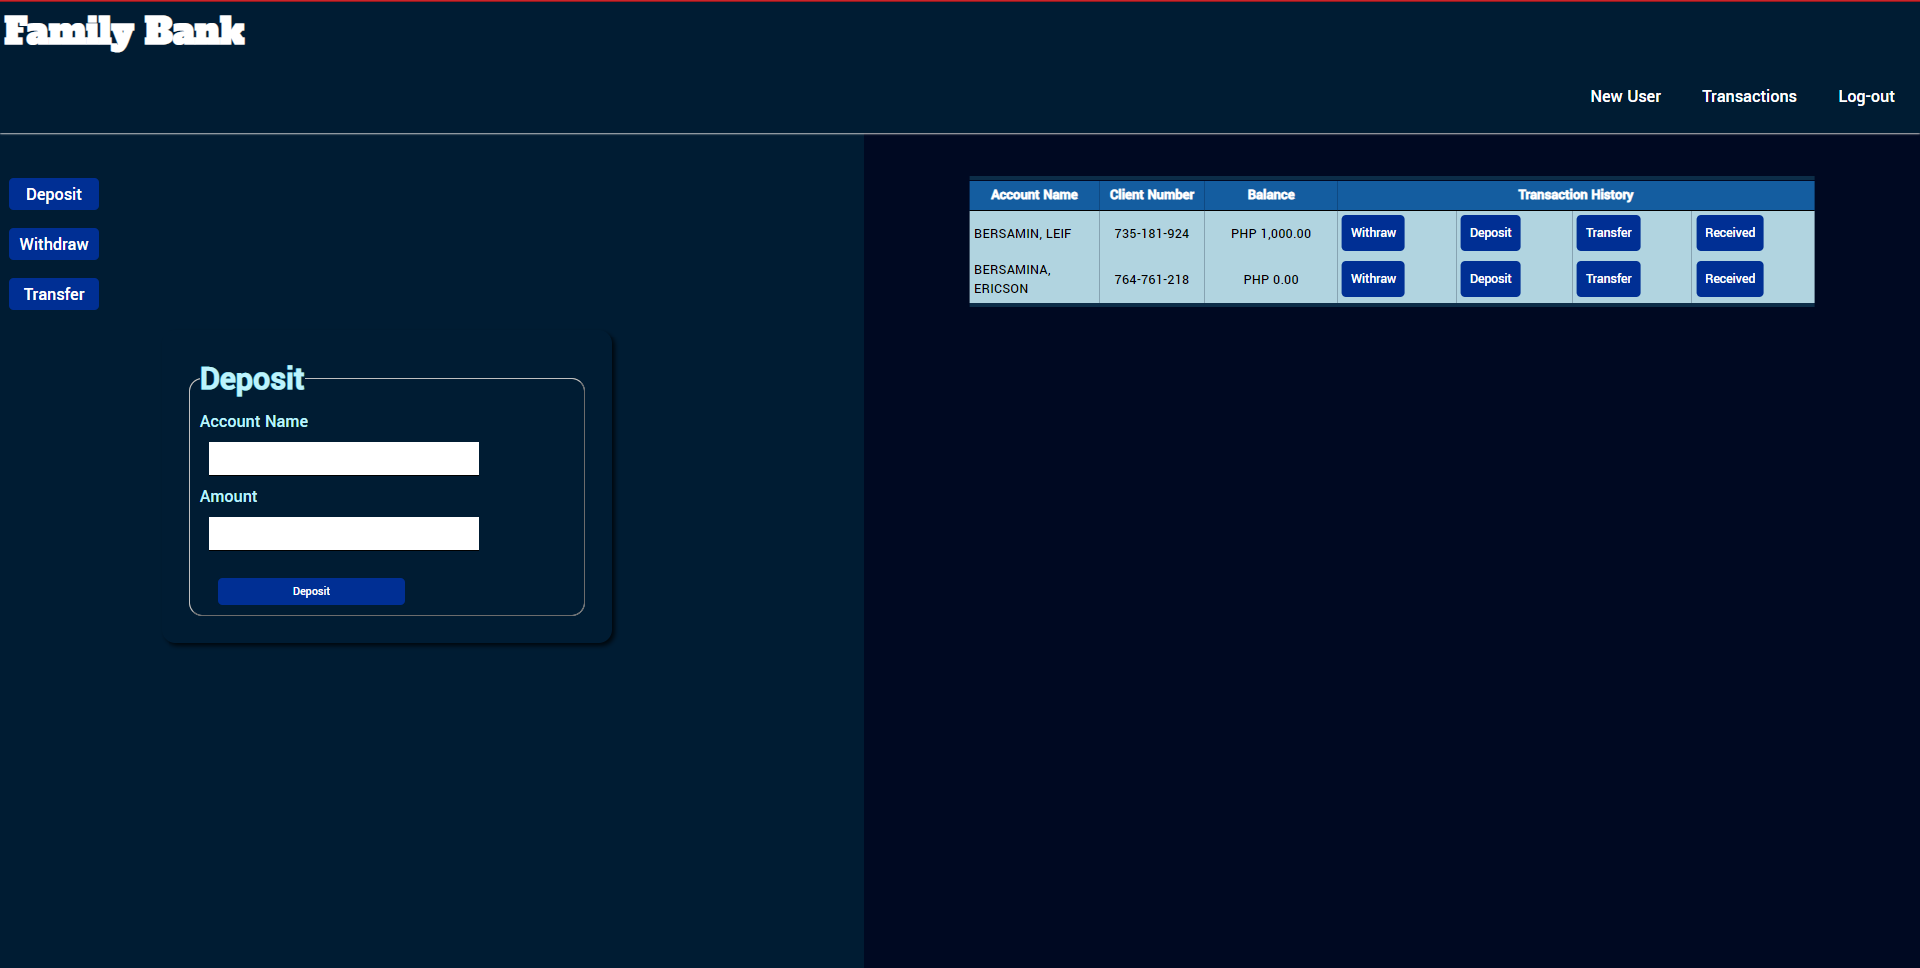 Family Bank
New User Transactions Log-out
Deposit
Withdraw
Transfer
Deposit
Account Name
Amount
Deposit
Account Name Client Number Balance Transaction History
BERSAMIN, LEIF 735-181-924 PHP 1,000.00 Withraw Deposit Transfer Received
BERSAMINA,
ERICSON 764-761-218 PHP 0.00 Withraw Deposit Transfer Received